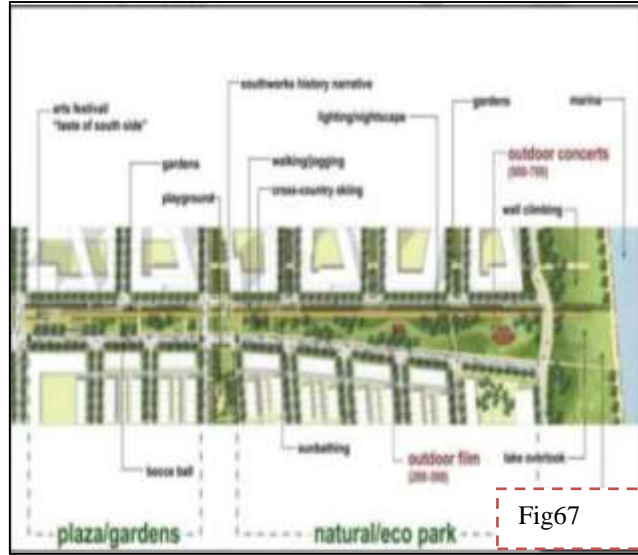 southworks history narrative
arts festival/
"taste of south side"
gardens
marina
lighting/nightscape
gardens
walking/jogging
outdoor concerts
playground
cross-country skiing
wall climbing
bocce ball
sunbathing
outdoor film
lake overlook
plaza/gardens
natural/eco park
Fig67